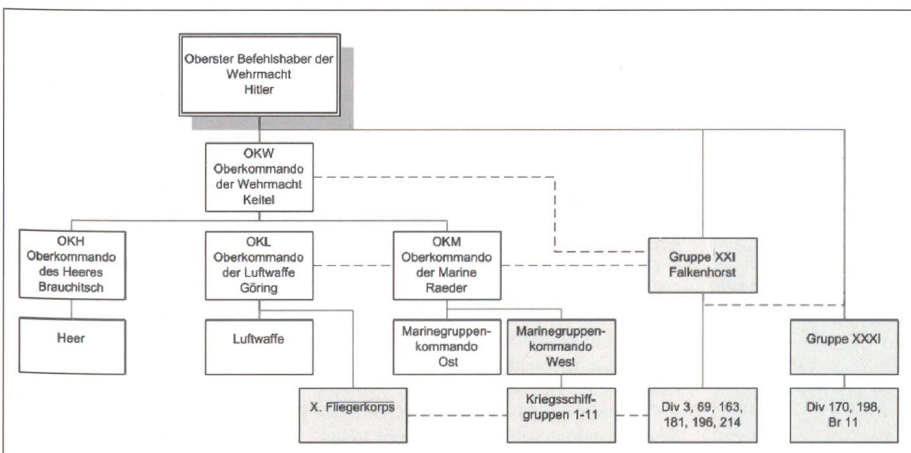 Oberster Befehlshaber der
Wehrmacht
Hitler
OKW
Oberkommando
der Wehrmacht
Keitel
OKH
Oberkommando
des Heeres
Brauchitsch
OKL
Oberkommando
der Luftwaffe
Göring
OKM
Oberkommando
der Marine
Raeder
Gruppe XXI
Falkenhorst
Heer
Luftwaffe
Marinegruppen-
kommando
Ost
Marinegruppen-
kommando
West
Gruppe XXXI
X. Fliegerkorps
Kriegsschiff-
gruppen 1-11
Div 3, 69, 163,
181, 196, 214
Div 170, 198,
Br 11